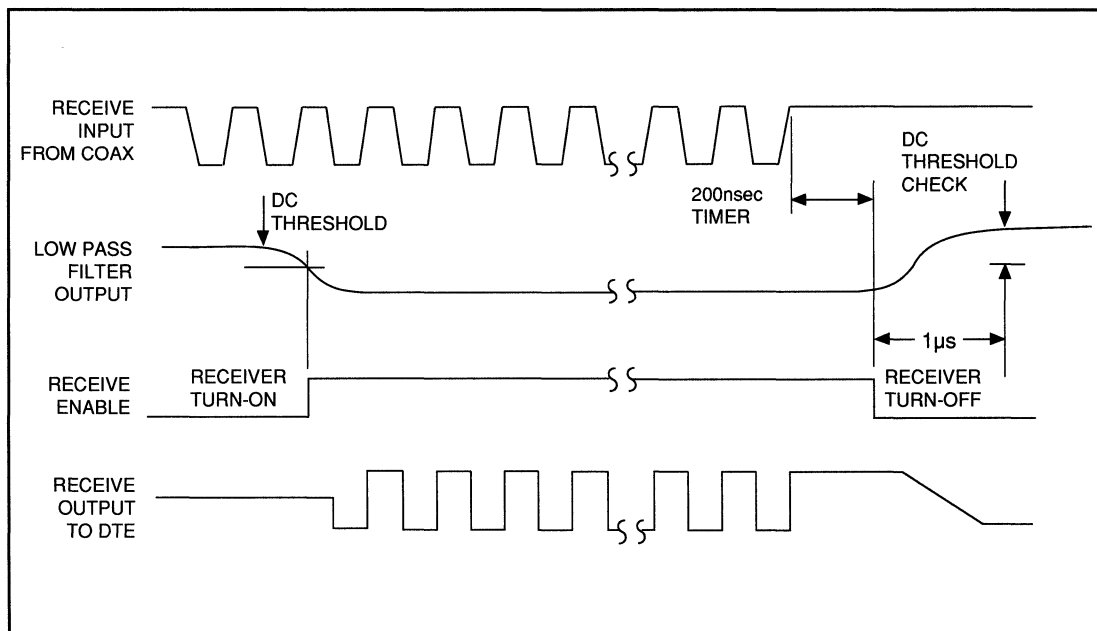 RECEIVE
INPUT
FROM COAX
DC
THRESHOLD
CHECK
200nsec
TIMER
DC
THRESHOLD
LOW PASS
FILTER
OUTPUT
1µs
RECEIVE
ENABLE
RECEIVER
TURN-ON
RECEIVER
TURN-OFF
RECEIVE
OUTPUT
TO DTE